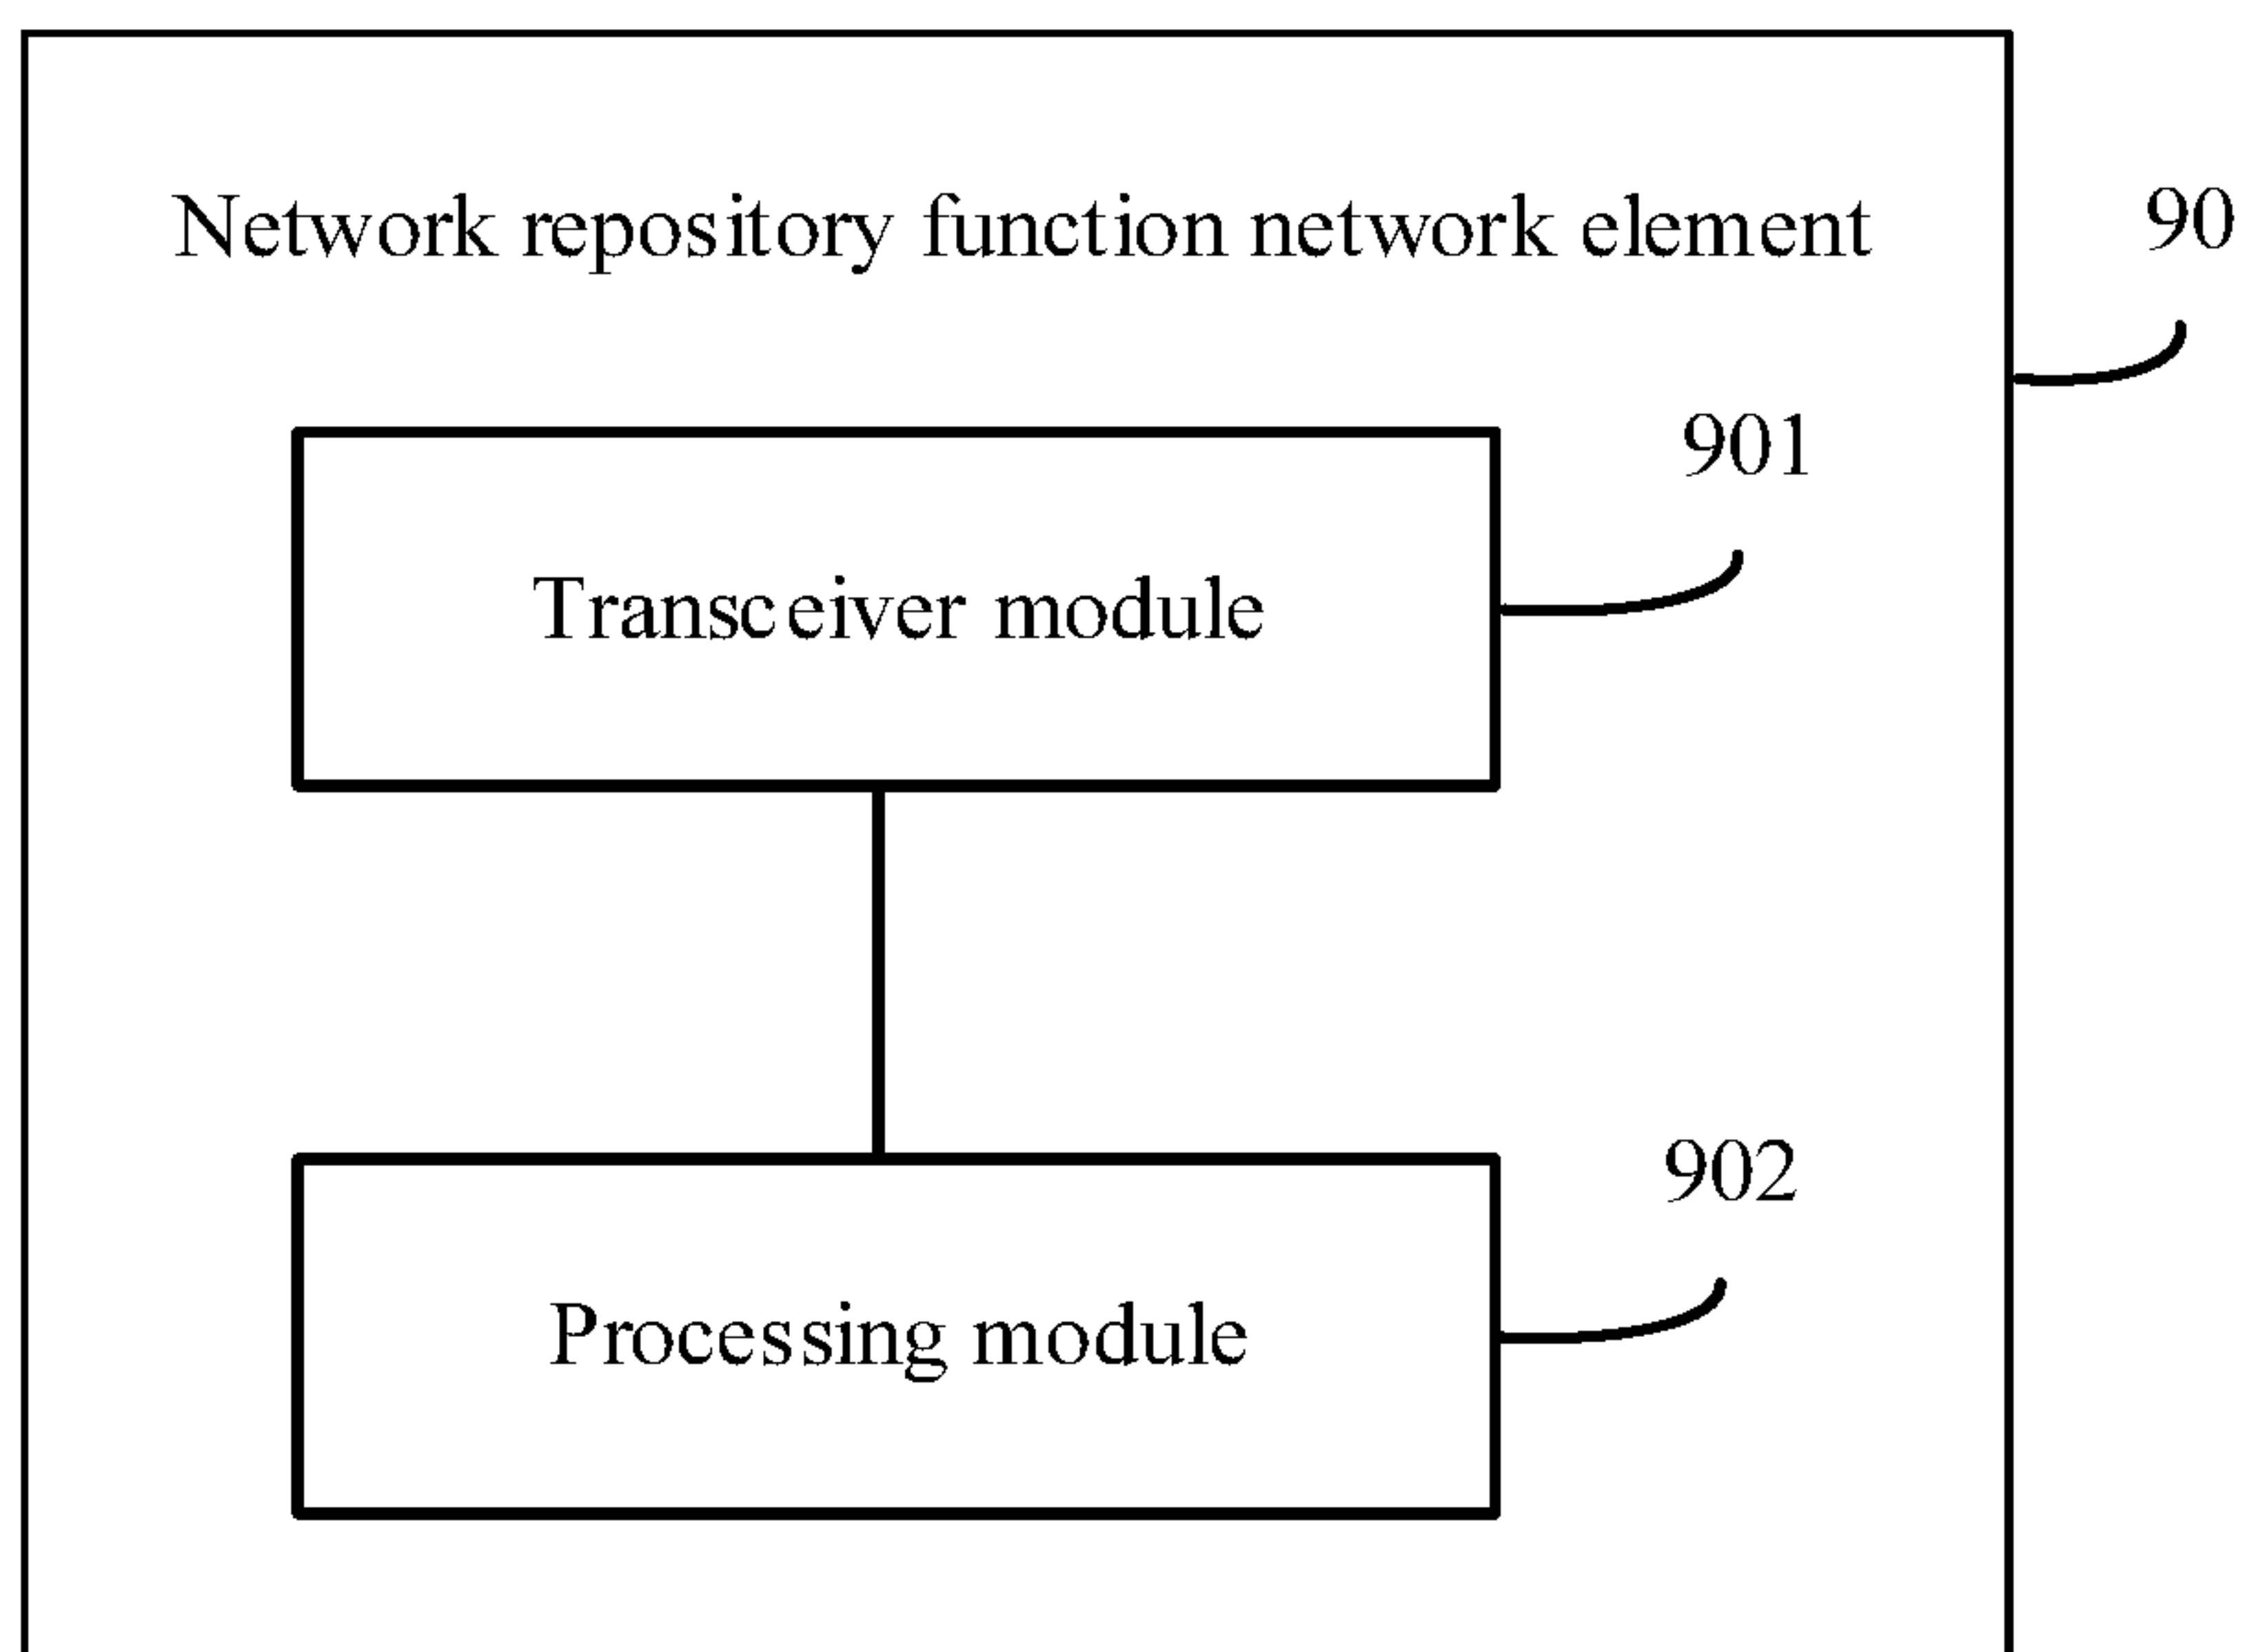 Network repository function network element
90
901
Transceiver module
902
Processing module